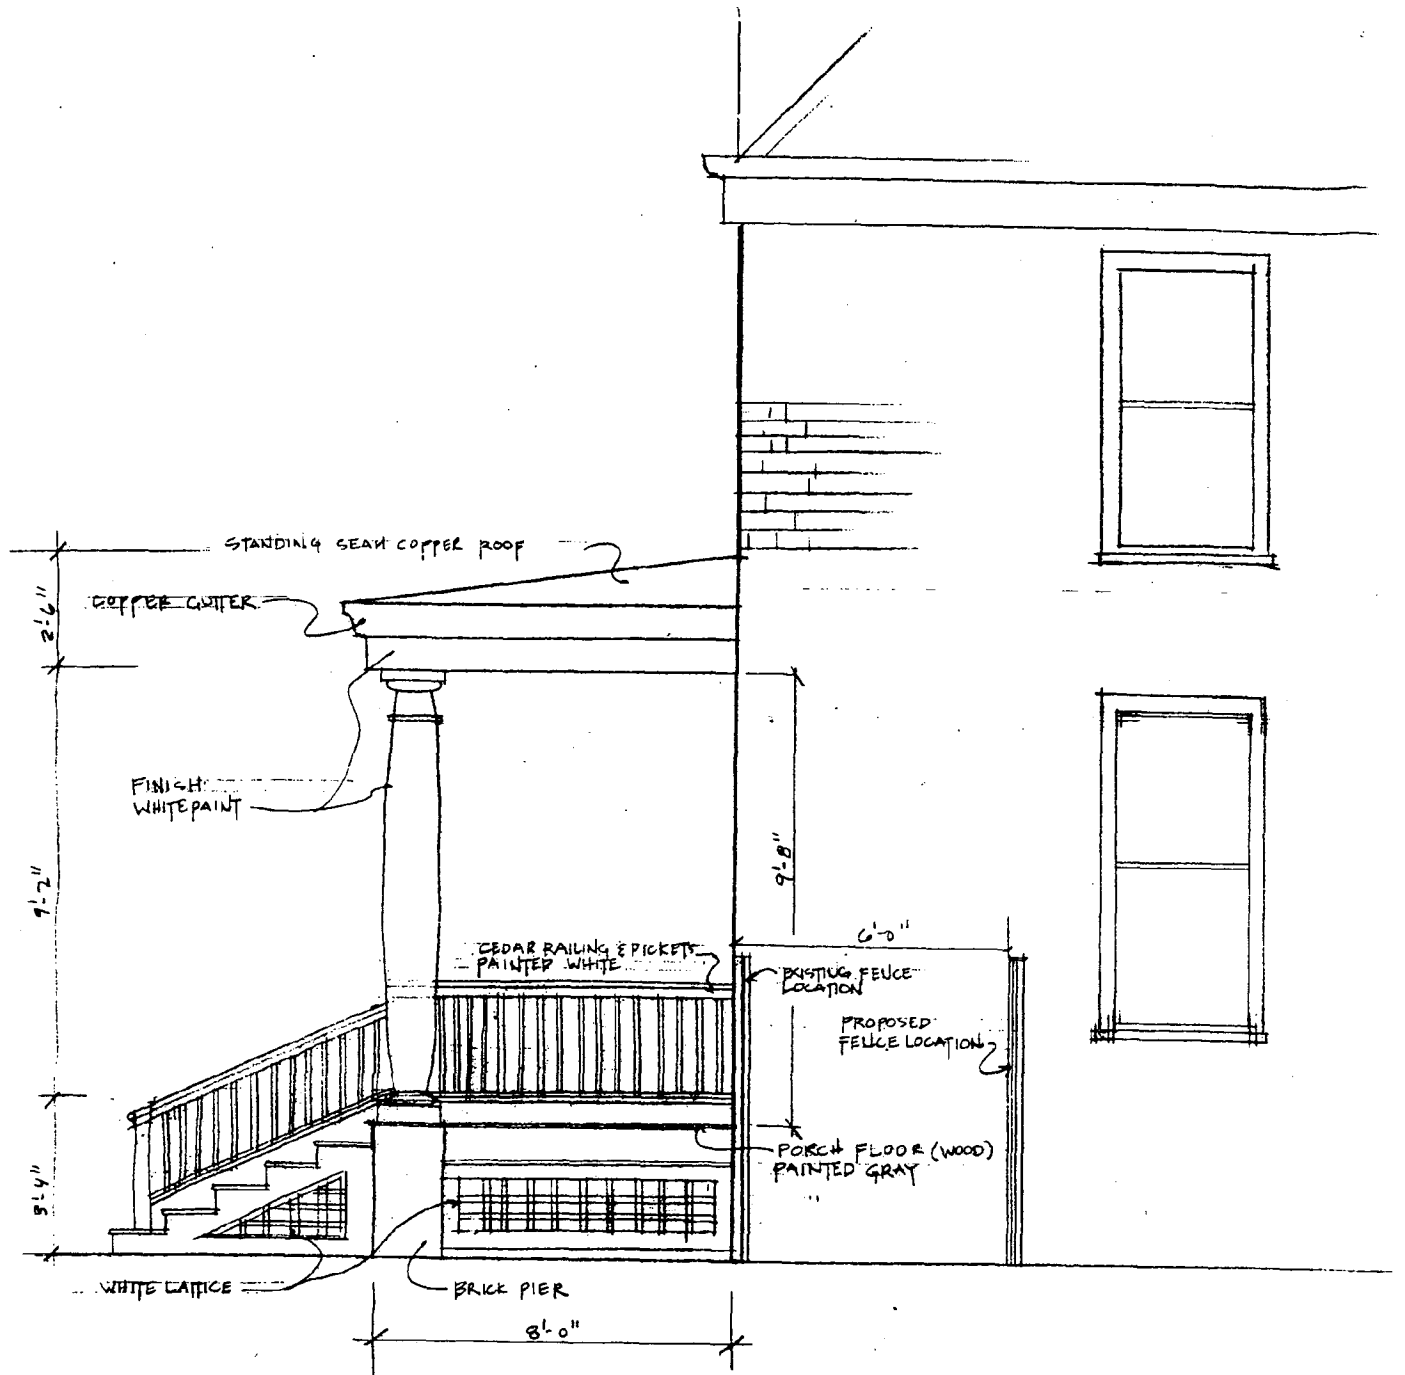 STANDING SEAM COPPER ROOF
2'-6"
COPPER GUTTER
FINISH
WHITE PAINT
9'-8"
9'-2"
6'-0"
CEDAR RAILING & PICKETS
PAINTED WHITE
EXISTING FENCE
LOCATION
PROPOSED
FENCE LOCATION
PORCH FLOOR (WOOD)
PAINTED GRAY
"
3'-4"
WHITE LATTICE
BRICK PIER
8'-0"